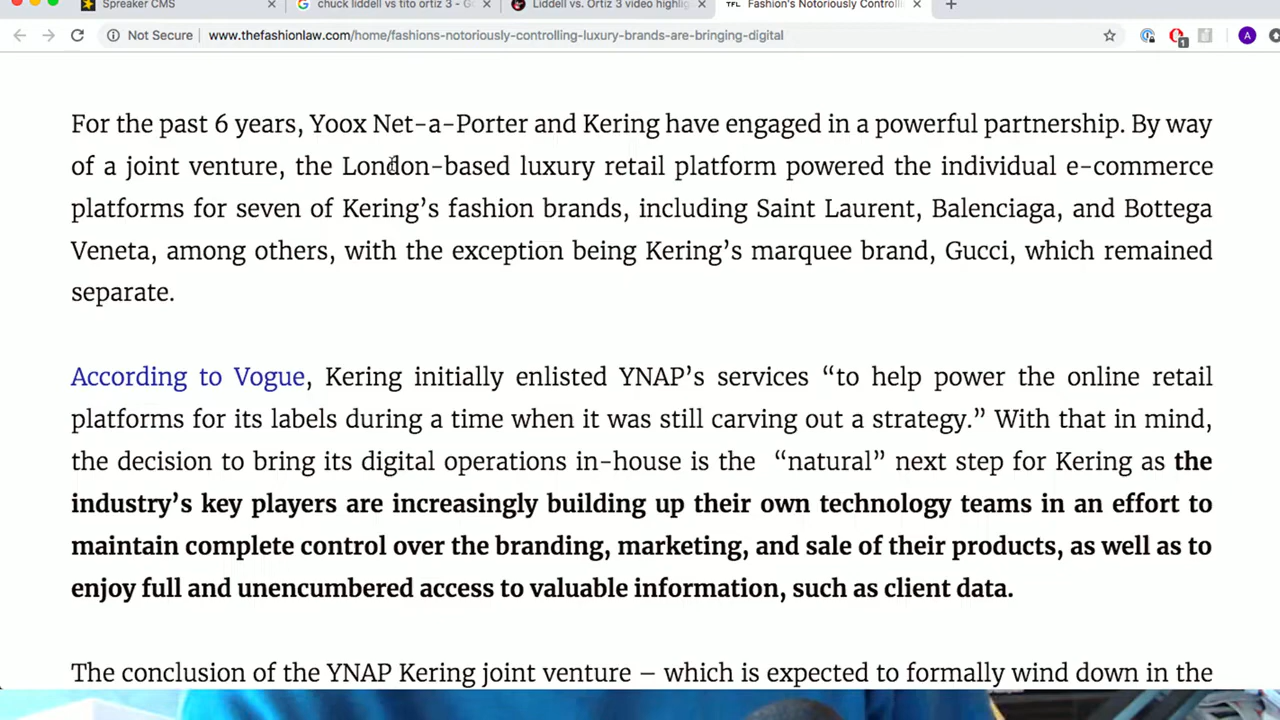 Spreaker CMS
chuck liddell vs tito ortiz 3 - G
Liddell vs. Ortiz 3 video highlig
TFL
Fashion's Notoriously Controlli
Not Secure
www.thefashionlaw.com/home/fashions-notoriously-controlling-luxury-brands-are-bringing-digital
1
A
For the past 6 years, Yoox Net-a-Porter and Kering have engaged in a powerful partnership. By way
of a joint venture, the London-based luxury retail platform powered the individual e-commerce
platforms for seven of Kering’s fashion brands, including Saint Laurent, Balenciaga, and Bottega
Veneta, among others, with the exception being Kering’s marquee brand, Gucci, which remained
separate.
According to Vogue, Kering initially enlisted YNAP’s services “to help power the online retail
platforms for its labels during a time when it was still carving out a strategy.” With that in mind,
the decision to bring its digital operations in-house is the “natural” next step for Kering as the
industry’s key players are increasingly building up their own technology teams in an effort to
maintain complete control over the branding, marketing, and sale of their products, as well as to
enjoy full and unencumbered access to valuable information, such as client data.
The conclusion of the YNAP Kering joint venture – which is expected to formally wind down in the